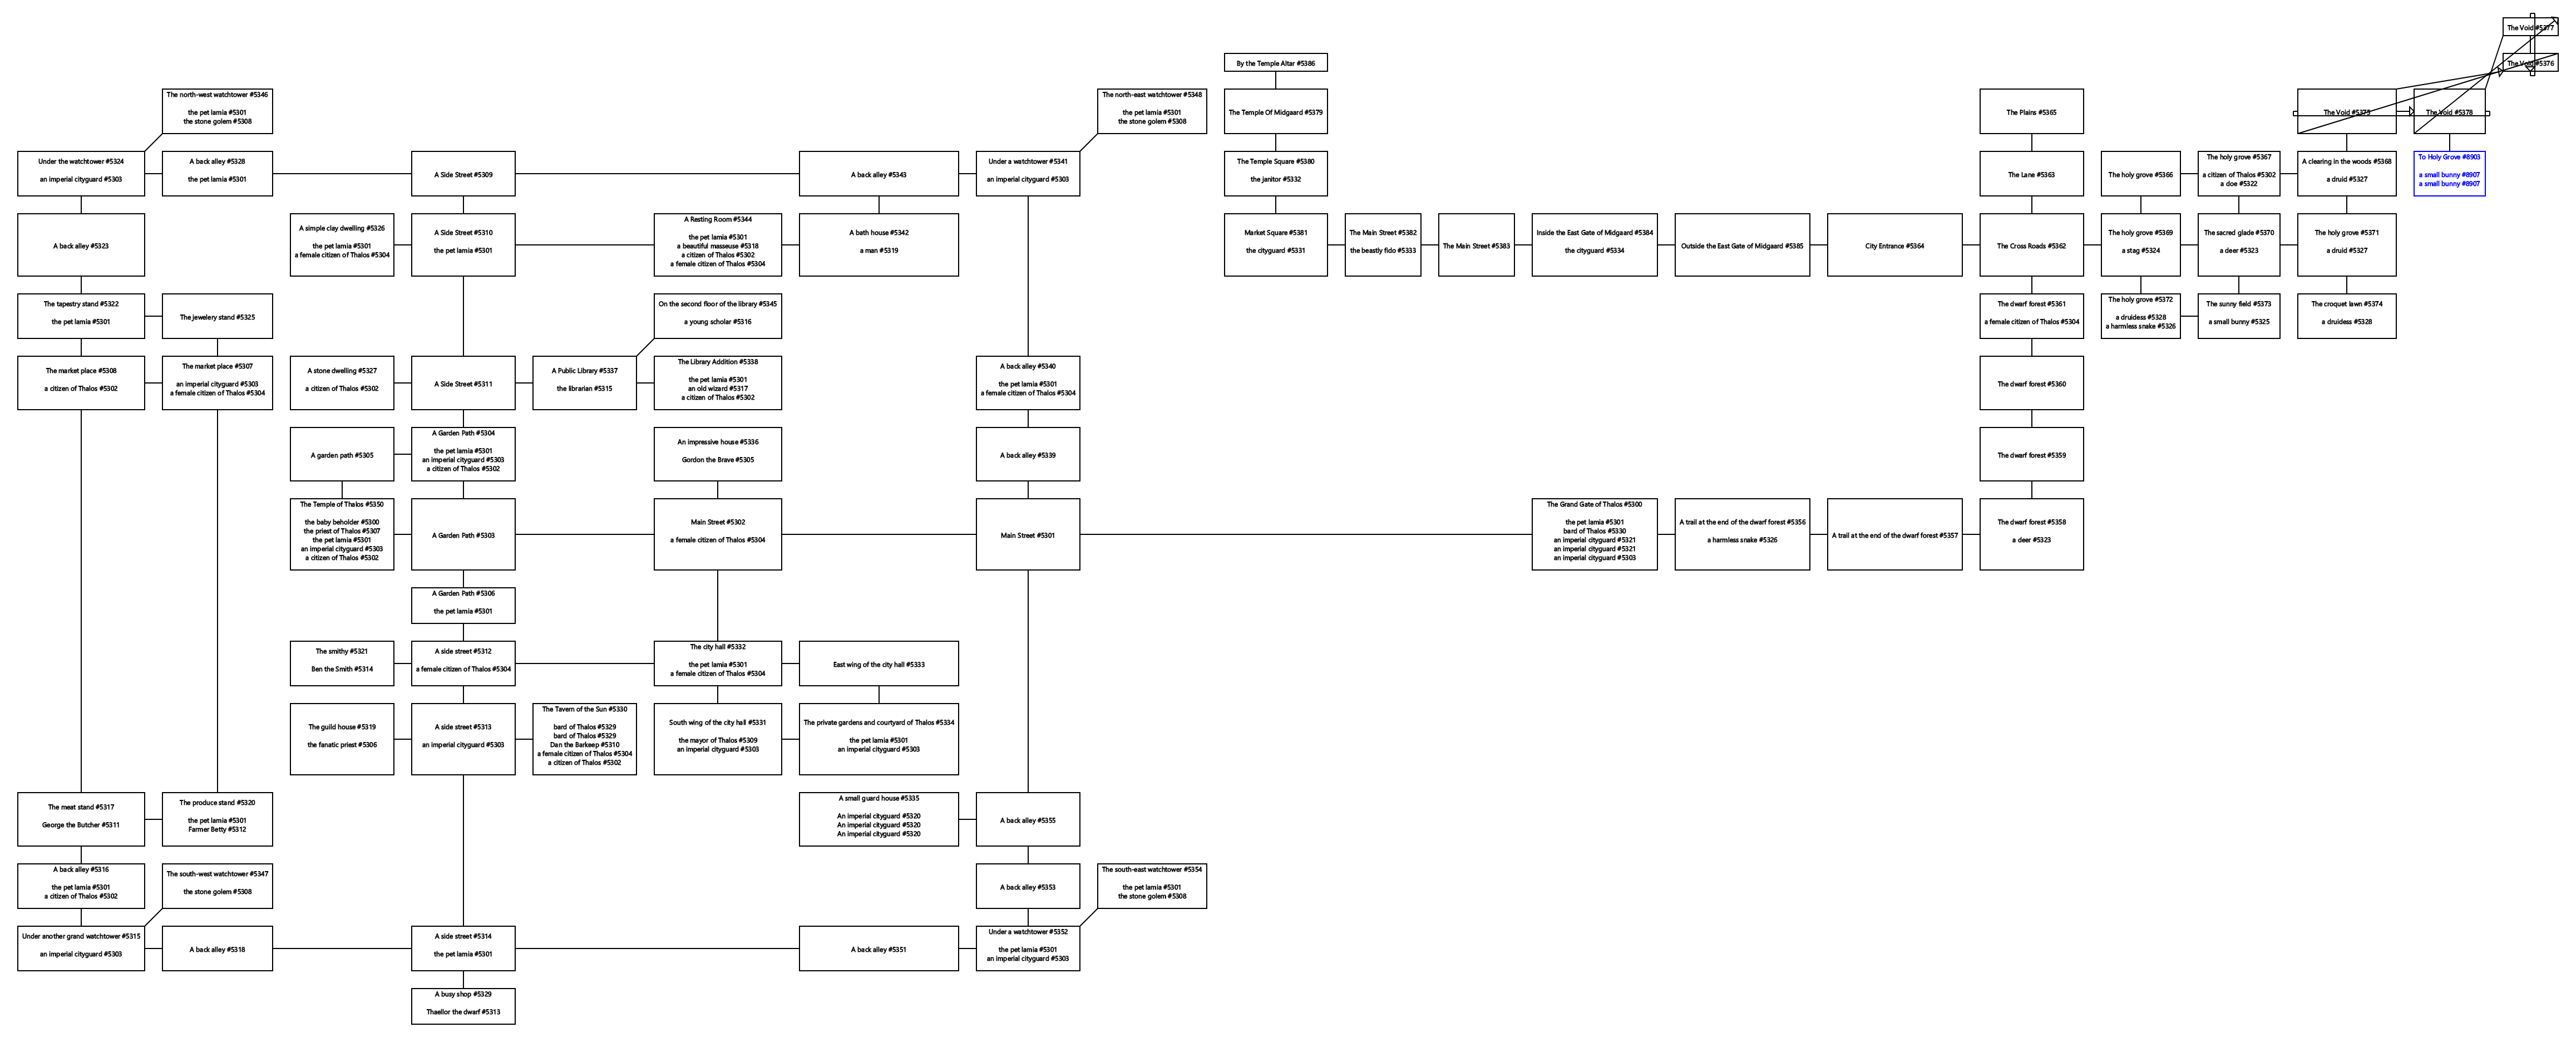 The Void #5377
By the Temple Altar #5386
The Void #5376
The north-west watchtower #5346
the pet lamia #5301
the stone golem #5308
The north-east watchtower #5348
the pet lamia #5301
the stone golem #5308
The Temple Of Midgaard #5379
The Plains #5365
The Void #5375
The Void #5378
Under the watchtower #5324
an imperial cityguard #5303
A back alley #5328
the pet lamia #5301
A Side Street #5309
A back alley #5343
Under a watchtower #5341
an imperial cityguard #5303
The Temple Square #5380
the janitor #5332
The Lane #5363
The holy grove #5366
The holy grove #5367
a citizen of Thalos #5302
a doe #5322
A clearing in the woods #5368
a druid #5327
To Holy Grove #8903
a small bunny #8907
a small bunny #8907
A back alley #5323
A simple clay dwelling #5326
the pet lamia #5301
a female citizen of Thalos #5304
A Side Street #5310
the pet lamia #5301
A Resting Room #5344
the pet lamia #5301
a beautiful masseuse #5318
a citizen of Thalos #5302
a female citizen of Thalos #5304
A bath house #5342
a man #5319
Market Square #5381
the cityguard #5331
The Main Street #5382
the beastly fido #5333
The Main Street #5383
Inside the East Gate of Midgaard #5384
the cityguard #5334
Outside the East Gate of Midgaard #5385
City Entrance #5364
The Cross Roads #5362
The holy grove #5369
a stag #5324
The sacred glade #5370
a deer #5323
The holy grove #5371
a druid #5327
The tapestry stand #5322
the pet lamia #5301
The jewelery stand #5325
On the second floor of the library #5345
a young scholar #5316
The dwarf forest #5361
a female citizen of Thalos #5304
The holy grove #5372
a druidess #5328
a harmless snake #5326
The sunny field #5373
a small bunny #5325
The croquet lawn #5374
a druidess #5328
The market place #5308
a citizen of Thalos #5302
The market place #5307
an imperial cityguard #5303
a female citizen of Thalos #5304
A stone dwelling #5327
a citizen of Thalos #5302
A Side Street #5311
A Public Library #5337
the librarian #5315
The Library Addition #5338
the pet lamia #5301
an old wizard #5317
a citizen of Thalos #5302
A back alley #5340
the pet lamia #5301
a female citizen of Thalos #5304
The dwarf forest #5360
A garden path #5305
A Garden Path #5304
the pet lamia #5301
an imperial cityguard #5303
a citizen of Thalos #5302
An impressive house #5336
Gordon the Brave #5305
A back alley #5339
The dwarf forest #5359
The Temple of Thalos #5350
the baby beholder #5300
the priest of Thalos #5307
the pet lamia #5301
an imperial cityguard #5303
a citizen of Thalos #5302
A Garden Path #5303
Main Street #5302
a female citizen of Thalos #5304
Main Street #5301
The Grand Gate of Thalos #5300
the pet lamia #5301
bard of Thalos #5330
an imperial cityguard #5321
an imperial cityguard #5321
an imperial cityguard #5303
A trail at the end of the dwarf forest #5356
a harmless snake #5326
A trail at the end of the dwarf forest #5357
The dwarf forest #5358
a deer #5323
A Garden Path #5306
the pet lamia #5301
The smithy #5321
Ben the Smith #5314
A side street #5312
a female citizen of Thalos #5304
The city hall #5332
the pet lamia #5301
a female citizen of Thalos #5304
East wing of the city hall #5333
The guild house #5319
the fanatic priest #5306
A side street #5313
an imperial cityguard #5303
The Tavern of the Sun #5330
bard of Thalos #5329
bard of Thalos #5329
Dan the Barkeep #5310
a female citizen of Thalos #5304
a citizen of Thalos #5302
South wing of the city hall #5331
the mayor of Thalos #5309
an imperial cityguard #5303
The private gardens and courtyard of Thalos #5334
the pet lamia #5301
an imperial cityguard #5303
The meat stand #5317
George the Butcher #5311
The produce stand #5320
the pet lamia #5301
Farmer Betty #5312
A small guard house #5335
An imperial cityguard #5320
An imperial cityguard #5320
An imperial cityguard #5320
A back alley #5355
A back alley #5316
the pet lamia #5301
a citizen of Thalos #5302
The south-west watchtower #5347
the stone golem #5308
A back alley #5353
The south-east watchtower #5354
the pet lamia #5301
the stone golem #5308
Under another grand watchtower #5315
an imperial cityguard #5303
A back alley #5318
A side street #5314
the pet lamia #5301
A back alley #5351
Under a watchtower #5352
the pet lamia #5301
an imperial cityguard #5303
A busy shop #5329
Thaellor the dwarf #5313